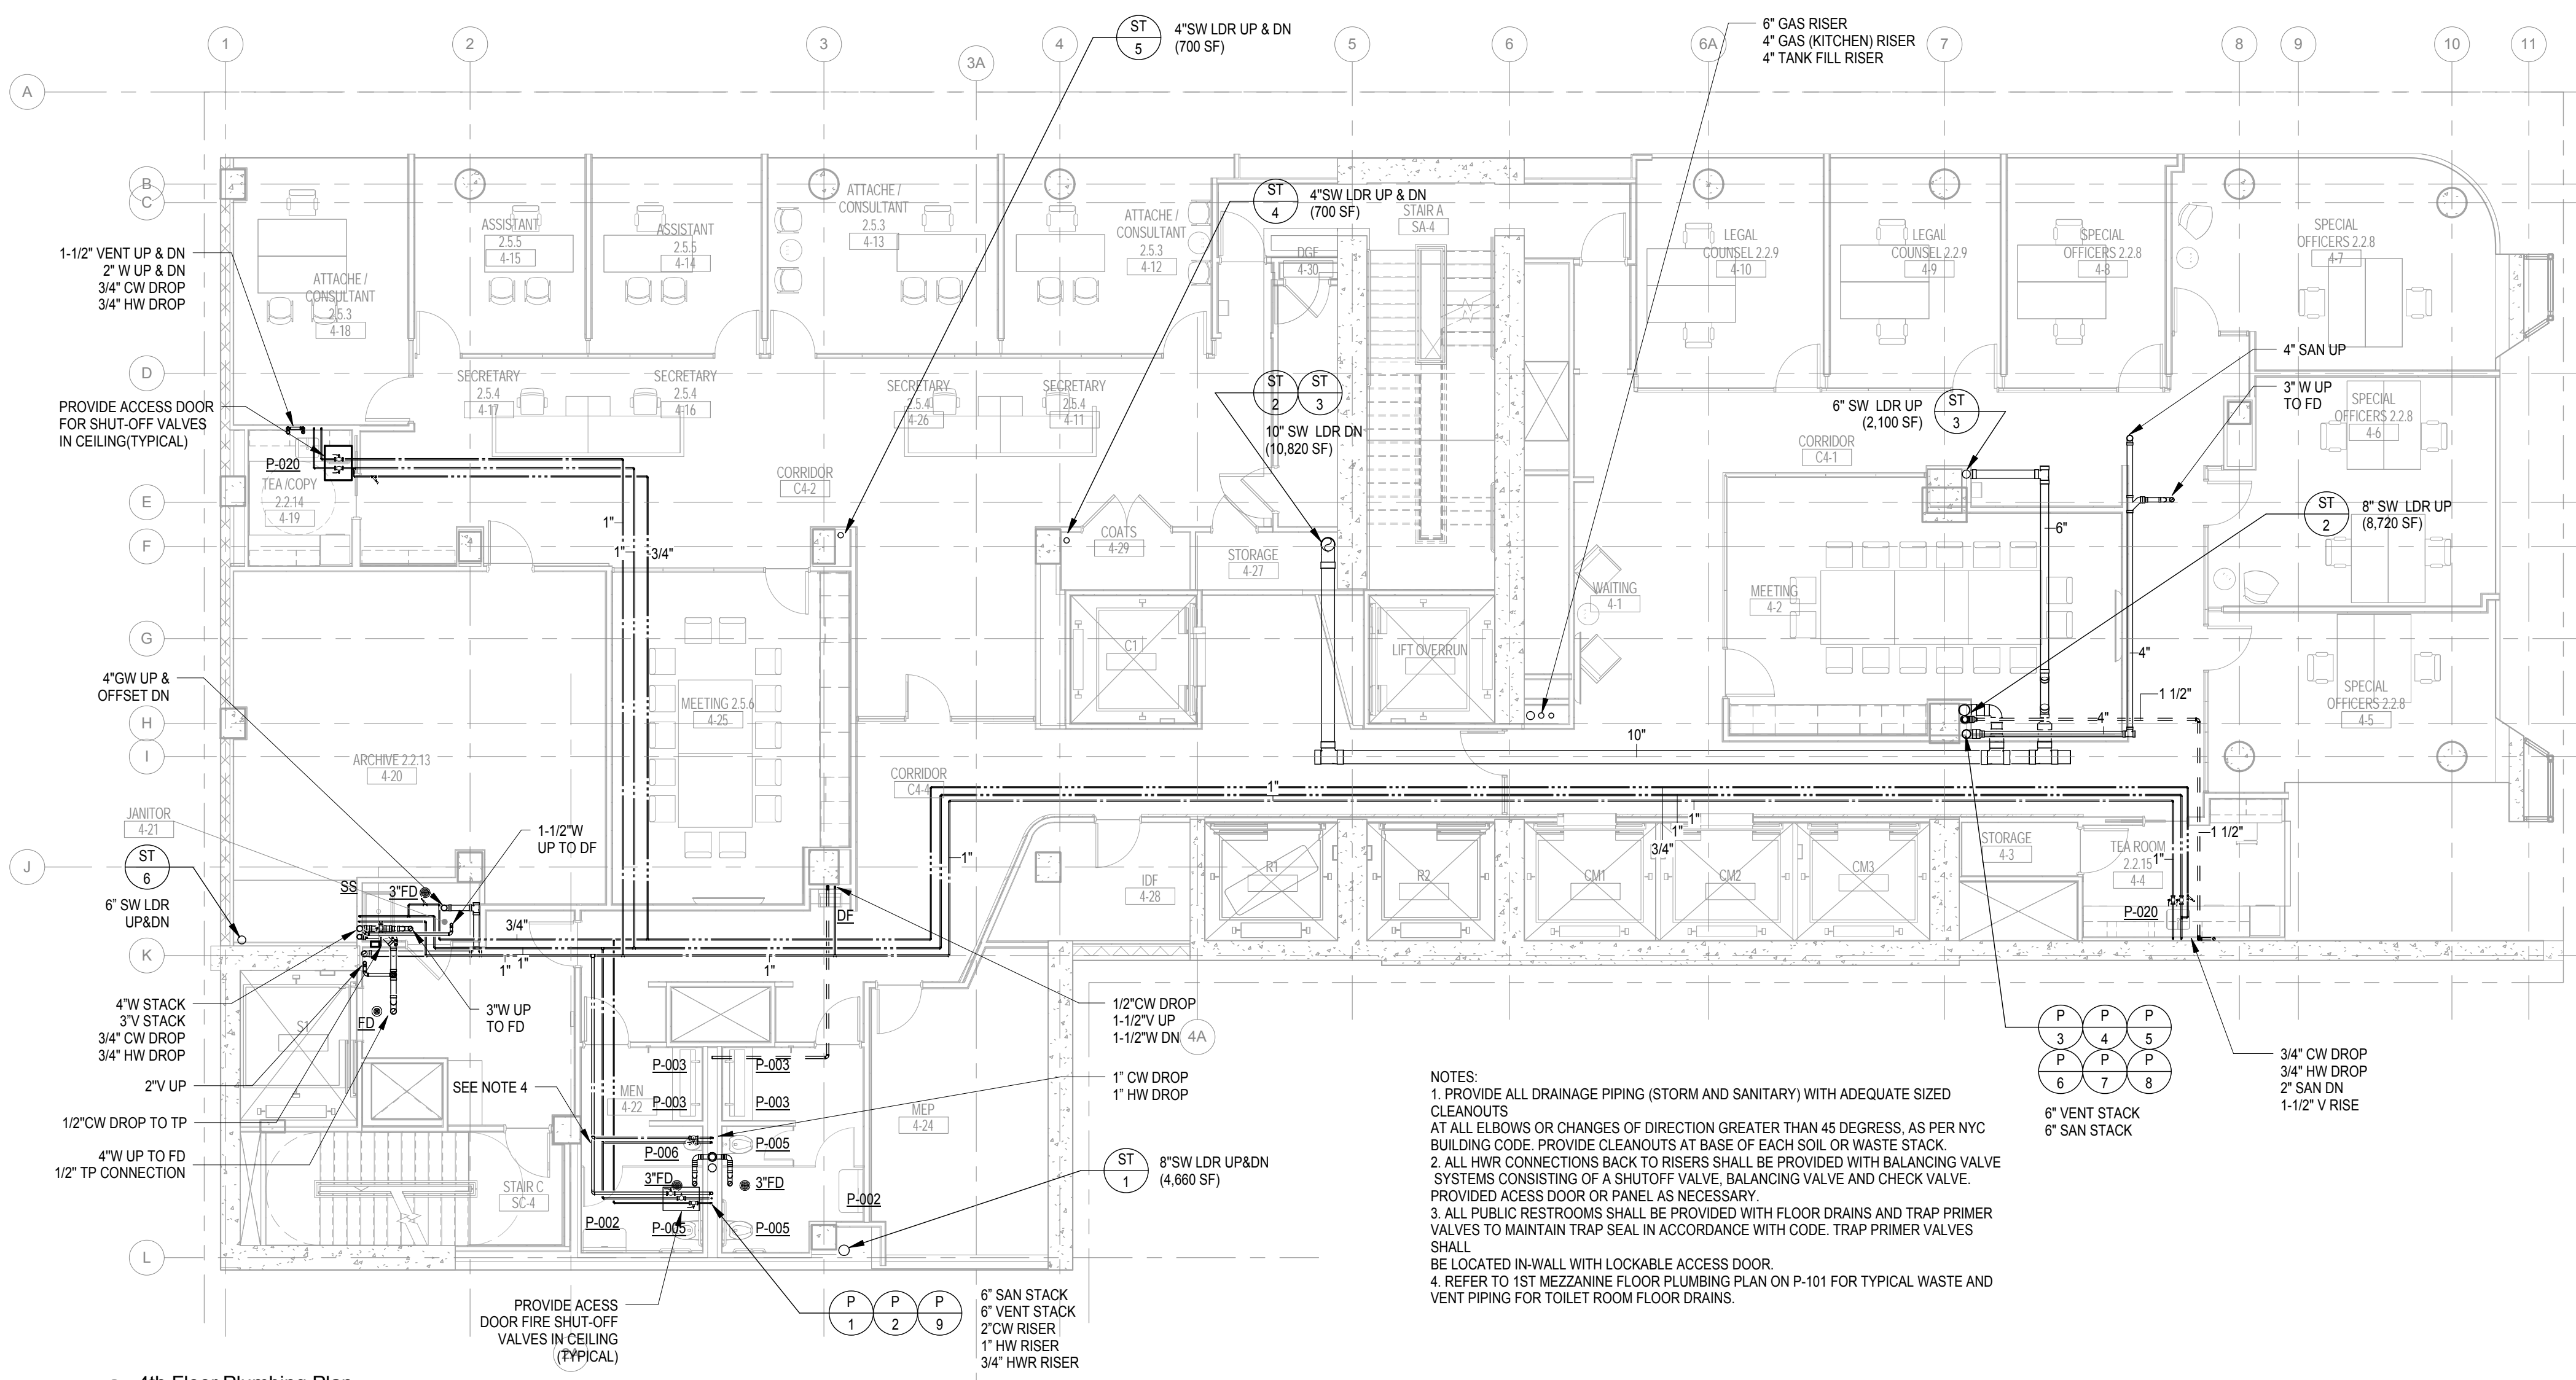 1
2
3
3A
4
5
6
6A
7
8
9
10
11
A
B
C
D
E
F
G
H
I
J
K
L
4A
2A
ST
5
4"SW LDR UP & DN
(700 SF)
6" GAS RISER
4" GAS (KITCHEN) RISER
4" TANK FILL RISER
ST
4
4"SW LDR UP & DN
(700 SF)
STAIR A
SA-4
ATTACHE /
CONSULTANT
2.5.3
4-13
ATTACHE /
CONSULTANT
2.5.3
4-12
ASSISTANT
2.5.5
4-15
ASSISTANT
2.5.5
4-14
DGF
4-30
LEGAL
COUNSEL 2.2.9
4-10
LEGAL
COUNSEL 2.2.9
4-9
SPECIAL
OFFICERS 2.2.8
4-8
SPECIAL
OFFICERS 2.2.8
4-7
1-1/2" VENT UP & DN
2" W UP & DN
3/4" CW DROP
3/4" HW DROP
ATTACHE /
CONSULTANT
2.5.3
4-18
SECRETARY
2.5.4
4-17
SECRETARY
2.5.4
4-16
SECRETARY
2.5.4
4-26
SECRETARY
2.5.4
4-11
ST
2
ST
3
10" SW LDR DN
(10,820 SF)
6" SW LDR UP
(2,100 SF)
ST
3
4" SAN UP
3" W UP
TO FD
SPECIAL
OFFICERS 2.2.8
4-6
PROVIDE ACCESS DOOR
FOR SHUT-OFF VALVES
IN CEILING(TYPICAL)
P-020
TEA /COPY
2.2.14
4-19
CORRIDOR
C4-2
CORRIDOR
C4-1
ST
2
8" SW LDR UP
(8,720 SF)
1"
1"
3/4"
COATS
4-29
STORAGE
4-27
6"
WAITING
4-1
MEETING
4-2
C1
LIFT OVERRUN
4"
4"GW UP &
OFFSET DN
MEETING 2.5.6
4-25
SPECIAL
OFFICERS 2.2.8
4-5
1 1/2"
4"
10"
ARCHIVE 2.2.13
4-20
CORRIDOR
C4-4
1"
JANITOR
4-21
1-1/2"W
UP TO DF
1"
3/4"
1"
1"
STORAGE
4-3
TEA ROOM
2.2.15
4-4
1 1/2"
1"
ST
6
6" SW LDR
UP&DN
SS
3"FD
DF
IDF
4-28
R1
R2
CM1
CM2
CM3
P-020
3/4"
1"
1"
1"
4"W STACK
3"V STACK
3/4" CW DROP
3/4" HW DROP
S1
FD
3"W UP
TO FD
1/2"CW DROP
1-1/2"V UP
1-1/2"W DN
P
3
P
4
P
5
P
6
P
7
P
8
6" VENT STACK
6" SAN STACK
3/4" CW DROP
3/4" HW DROP
2" SAN DN
1-1/2" V RISE
2"V UP
1/2"CW DROP TO TP
4"W UP TO FD
1/2" TP CONNECTION
SEE NOTE 4
MEN
4-22
P-003
P-003
P-003
P-003
1" CW DROP
1" HW DROP
MEP
4-24
P-006
P-005
3"FD
3"FD
P-002
P-002
P-005
P-005
ST
1
8"SW LDR UP&DN
(4,660 SF)
STAIR C
SC-4
NOTES:
1. PROVIDE ALL DRAINAGE PIPING (STORM AND SANITARY) WITH ADEQUATE SIZED
CLEANOUTS
AT ALL ELBOWS OR CHANGES OF DIRECTION GREATER THAN 45 DEGRESS, AS PER NYC
BUILDING CODE. PROVIDE CLEANOUTS AT BASE OF EACH SOIL OR WASTE STACK.
2. ALL HWR CONNECTIONS BACK TO RISERS SHALL BE PROVIDED WITH BALANCING VALVE
SYSTEMS CONSISTING OF A SHUTOFF VALVE, BALANCING VALVE AND CHECK VALVE.
PROVIDED ACESS DOOR OR PANEL AS NECESSARY.
3. ALL PUBLIC RESTROOMS SHALL BE PROVIDED WITH FLOOR DRAINS AND TRAP PRIMER
VALVES TO MAINTAIN TRAP SEAL IN ACCORDANCE WITH CODE. TRAP PRIMER VALVES
SHALL
BE LOCATED IN-WALL WITH LOCKABLE ACCESS DOOR.
4. REFER TO 1ST MEZZANINE FLOOR PLUMBING PLAN ON P-101 FOR TYPICAL WASTE AND
VENT PIPING FOR TOILET ROOM FLOOR DRAINS.
PROVIDE ACESS
DOOR FIRE SHUT-OFF
VALVES IN CEILING
(TYPICAL)
P
1
P
2
P
9
6" SAN STACK
6" VENT STACK
2"CW RISER
1" HW RISER
3/4" HWR RISER
4th Floor Plumbing Plan